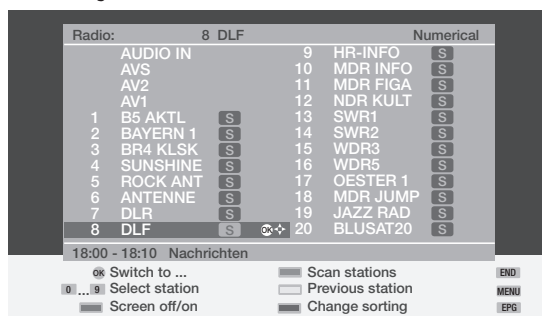 Radio: 8 DLF Numerical
AUDIO IN
AVS
AV2
AV1
1 B5 AKTL S
2 BAYERN 1 S
3 BR4 KLSK S
4 SUNSHINE S
5 ROCK ANT S
6 ANTENNE S
7 DLR S
8 DLF S OK
9 HR-INFO S
10 MDR INFO S
11 MDR FIGA S
12 NDR KULT S
13 SWR1 S
14 SWR2 S
15 WDR3 S
16 WDR5 S
17 OESTER 1 S
18 MDR JUMP S
19 JAZZ RAD S
20 BLUSAT20 S
18:00 - 18:10 Nachrichten
OK Switch to ... Scan stations END
0 ... 9 Select station Previous station MENU
Screen off/on Change sorting EPG